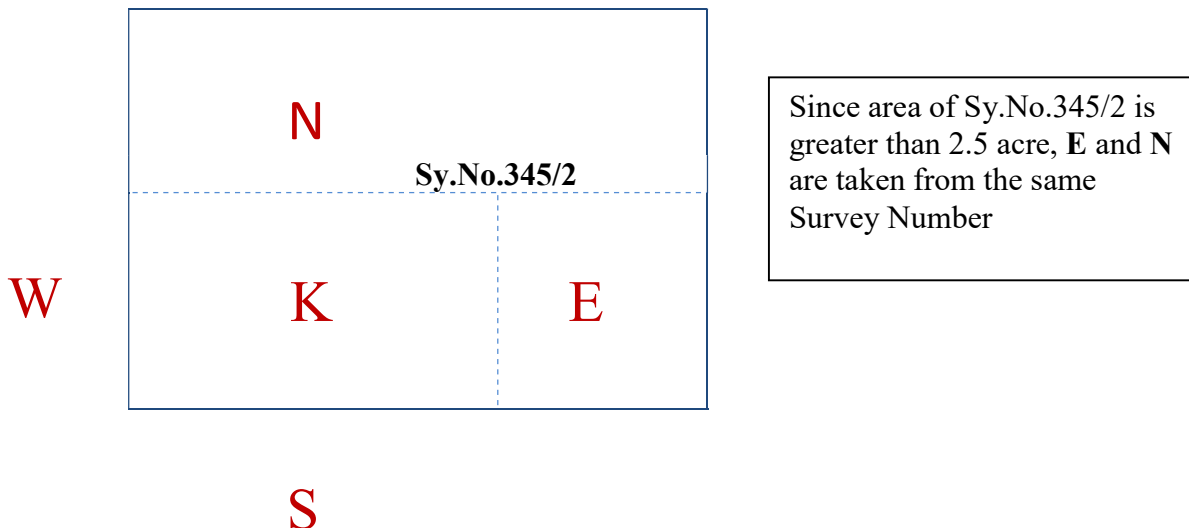 N
Sy.No.345/2
W
K
E
S
Since area of Sy.No.345/2 is
greater than 2.5 acre, E and N
are taken from the same
Survey Number